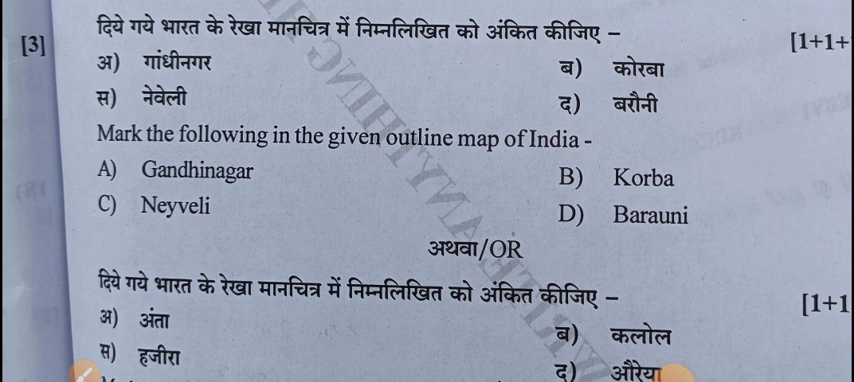 दिये गये भारत के रेखा मानचित्र में निम्नलिखित को अंकित कीजिए –
[3] [1+1+
अ) गांधीनगर ब) कोरबा
स) नेवेली द) बरौनी
Mark the following in the given outline map of India -
A) Gandhinagar B) Korba
C) Neyveli D) Barauni
अथवा/OR
दिये गये भारत के रेखा मानचित्र में निम्नलिखित को अंकित कीजिए –
[1+1
अ) अंता ब) कलोल
स) हजीरा द) औरैया